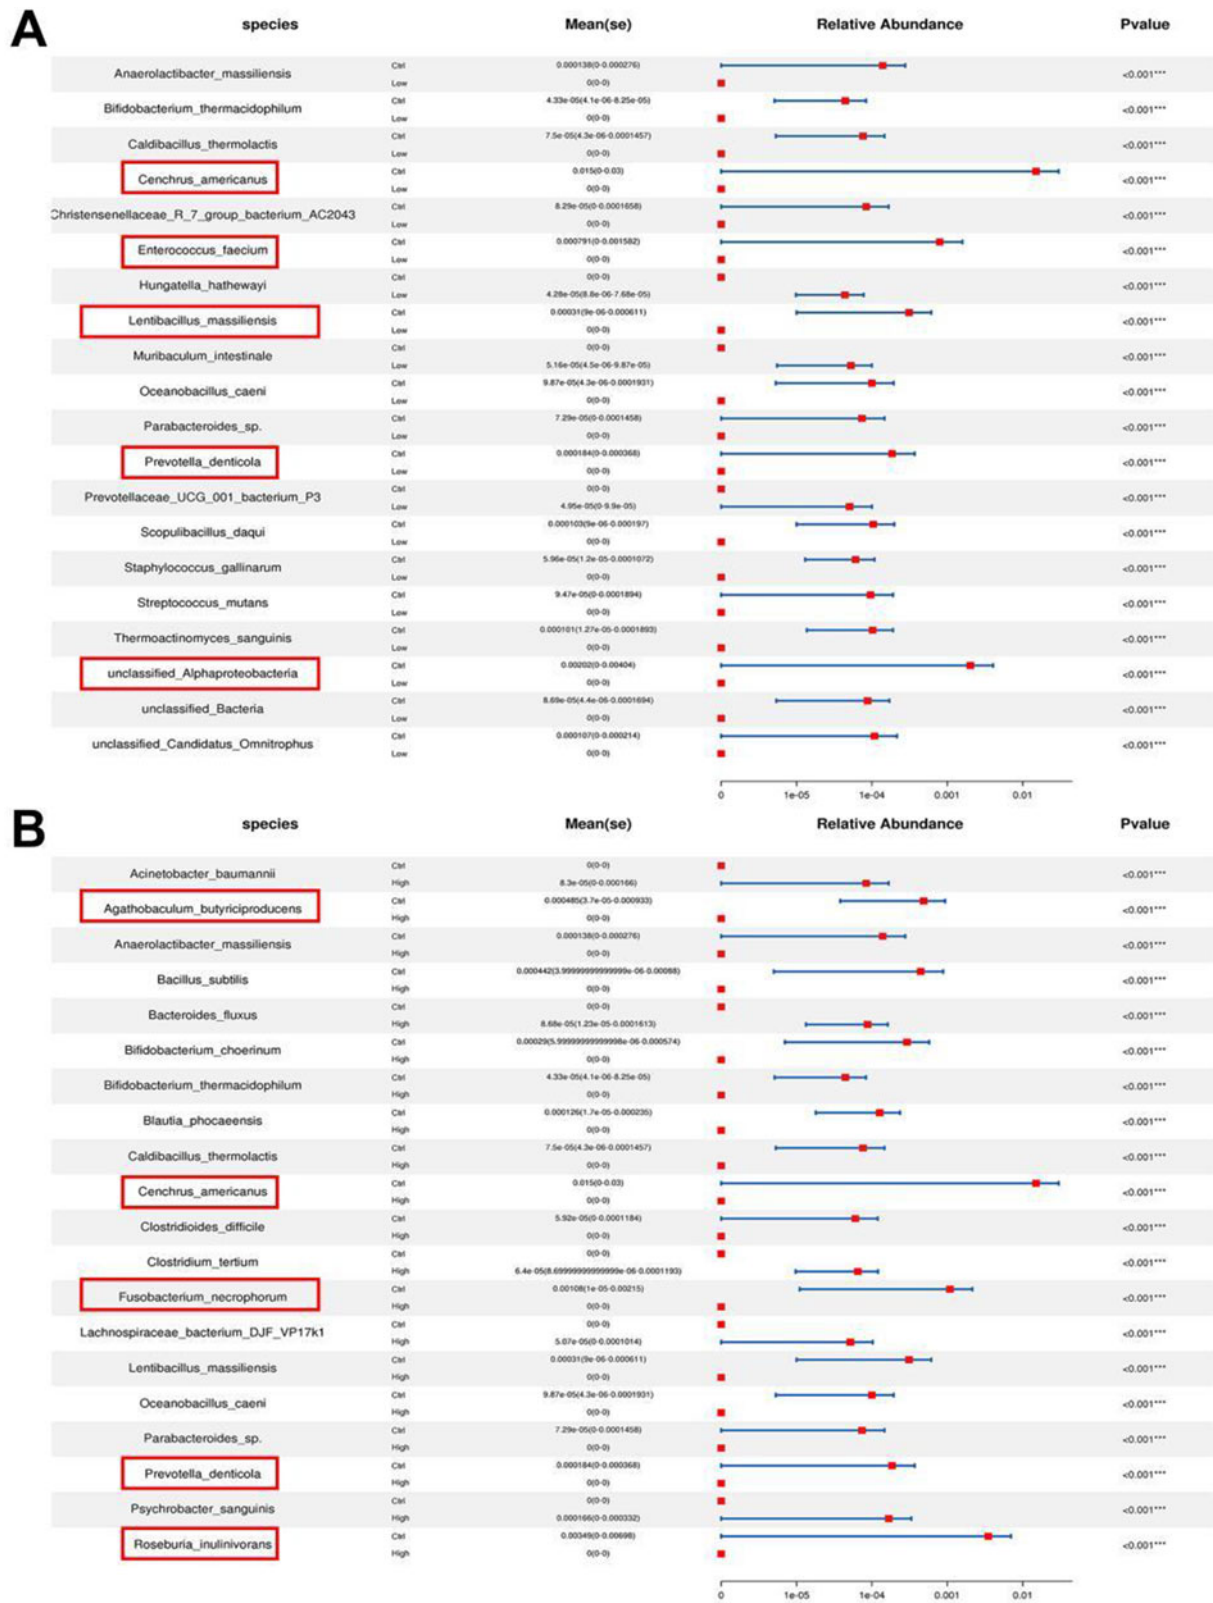 A
species Mean(se) Relative Abundance Pvalue
Ctrl 0.000138(0-0.000276)
Anaerolactibacter_massiliensis <0.001***
Low 0(0-0)
Ctrl 4.33e-05(4.1e-06-8.25e-05)
Bifidobacterium_thermacidophilum <0.001***
Low 0(0-0)
Ctrl 7.5e-05(4.3e-06-0.0001457)
Caldibacillus_thermolactis <0.001***
Low 0(0-0)
Ctrl 0.015(0-0.03)
Cenchrus_americanus <0.001***
Low 0(0-0)
Ctrl 8.29e-05(0-0.0001658)
Christensenellaceae_R_7_group_bacterium_AC2043 <0.001***
Low 0(0-0)
Ctrl 0.000791(0-0.001582)
Enterococcus_faecium <0.001***
Low 0(0-0)
Ctrl 0(0-0)
Hungatella_hathewayi <0.001***
Low 4.28e-05(8.8e-06-7.68e-05)
Ctrl 0.00031(9e-06-0.000611)
Lentibacillus_massiliensis <0.001***
Low 0(0-0)
Ctrl 0(0-0)
Muribaculum_intestinale <0.001***
Low 5.16e-05(4.5e-06-9.87e-05)
Ctrl 9.87e-05(4.3e-06-0.0001931)
Oceanobacillus_caeni <0.001***
Low 0(0-0)
Ctrl 7.29e-05(0-0.0001458)
Parabacteroides_sp. <0.001***
Low 0(0-0)
Ctrl 0.000184(0-0.000368)
Prevotella_denticola <0.001***
Low 0(0-0)
Ctrl 0(0-0)
Prevotellaceae_UCG_001_bacterium_P3 <0.001***
Low 4.95e-05(0-9.9e-05)
Ctrl 0.000103(9e-06-0.000197)
Scopulibacillus_daqui <0.001***
Low 0(0-0)
Ctrl 5.96e-05(1.2e-05-0.0001072)
Staphylococcus_gallinarum <0.001***
Low 0(0-0)
Ctrl 9.47e-05(0-0.0001894)
Streptococcus_mutans <0.001***
Low 0(0-0)
Ctrl 0.000101(1.27e-05-0.0001893)
Thermoactinomyces_sanguinis <0.001***
Low 0(0-0)
Ctrl 0.00202(0-0.00404)
unclassified_Alphaproteobacteria <0.001***
Low 0(0-0)
Ctrl 8.69e-05(4.4e-06-0.0001694)
unclassified_Bacteria <0.001***
Low 0(0-0)
Ctrl 0.000107(0-0.000214)
unclassified_Candidatus_Omnitrophus <0.001***
Low 0(0-0)
0 1e-05 1e-04 0.001 0.01
B
species Mean(se) Relative Abundance Pvalue
Ctrl 0(0-0)
Acinetobacter_baumannii <0.001***
High 8.3e-05(0-0.000166)
Ctrl 0.000485(3.7e-05-0.000933)
Agathobaculum_butyriciproducens <0.001***
High 0(0-0)
Ctrl 0.000138(0-0.000276)
Anaerolactibacter_massiliensis <0.001***
High 0(0-0)
Ctrl 0.000442(3.99999999999999e-06-0.00088)
Bacillus_subtilis <0.001***
High 0(0-0)
Ctrl 0(0-0)
Bacteroides_fluxus <0.001***
High 8.68e-05(1.23e-05-0.0001613)
Ctrl 0.00029(5.99999999999998e-06-0.000574)
Bifidobacterium_choerinum <0.001***
High 0(0-0)
Ctrl 4.33e-05(4.1e-06-8.25e-05)
Bifidobacterium_thermacidophilum <0.001***
High 0(0-0)
Ctrl 0.000126(1.7e-05-0.000235)
Blautia_phocaeensis <0.001***
High 0(0-0)
Ctrl 7.5e-05(4.3e-06-0.0001457)
Caldibacillus_thermolactis <0.001***
High 0(0-0)
Ctrl 0.015(0-0.03)
Cenchrus_americanus <0.001***
High 0(0-0)
Ctrl 5.92e-05(0-0.0001184)
Clostridioides_difficile <0.001***
High 0(0-0)
Ctrl 0(0-0)
Clostridium_tertium <0.001***
High 6.4e-05(8.69999999999999e-06-0.0001193)
Ctrl 0.00108(1e-05-0.00215)
Fusobacterium_necrophorum <0.001***
High 0(0-0)
Ctrl 0(0-0)
Lachnospiraceae_bacterium_DJF_VP17k1 <0.001***
High 5.07e-05(0-0.0001014)
Ctrl 0.00031(9e-06-0.000611)
Lentibacillus_massiliensis <0.001***
High 0(0-0)
Ctrl 9.87e-05(4.3e-06-0.0001931)
Oceanobacillus_caeni <0.001***
High 0(0-0)
Ctrl 7.29e-05(0-0.0001458)
Parabacteroides_sp. <0.001***
High 0(0-0)
Ctrl 0.000184(0-0.000368)
Prevotella_denticola <0.001***
High 0(0-0)
Ctrl 0(0-0)
Psychrobacter_sanguinis <0.001***
High 0.000166(0-0.000332)
Ctrl 0.00349(0-0.00698)
Roseburia_inulinivorans <0.001***
High 0(0-0)
0 1e-05 1e-04 0.001 0.01